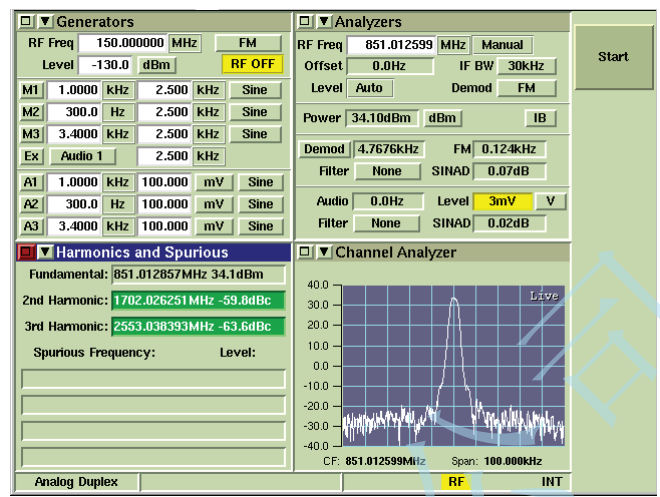 Generators
RF Freq 150.000000 MHz FM
Level -130.0 dBm RF OFF
M1 1.0000 kHz 2.500 kHz Sine
M2 300.0 Hz 2.500 kHz Sine
M3 3.4000 kHz 2.500 kHz Sine
Ex Audio 1 2.500 kHz
A1 1.0000 kHz 100.000 mV Sine
A2 300.0 Hz 100.000 mV Sine
A3 3.4000 kHz 100.000 mV Sine
Analyzers
RF Freq 851.012599 MHz Manual
Offset 0.0Hz IF BW 30kHz
Level Auto Demod FM
Power 34.10dBm dBm IB
Demod 4.7676kHz FM 0.124kHz
Filter None SINAD 0.07dB
Audio 0.0Hz Level 3mV V
Filter None SINAD 0.02dB
Start
Harmonics and Spurious
Fundamental: 851.012857MHz 34.1dBm
2nd Harmonic: 1702.026251MHz -59.8dBc
3rd Harmonic: 2553.038393MHz -63.6dBc
Spurious Frequency: Level:
Channel Analyzer
Live
40.0
30.0
20.0
10.0
0.0
-10.0
-20.0
-30.0
-40.0
CF: 851.012599MHz Span: 100.000kHz
Analog Duplex RF INT